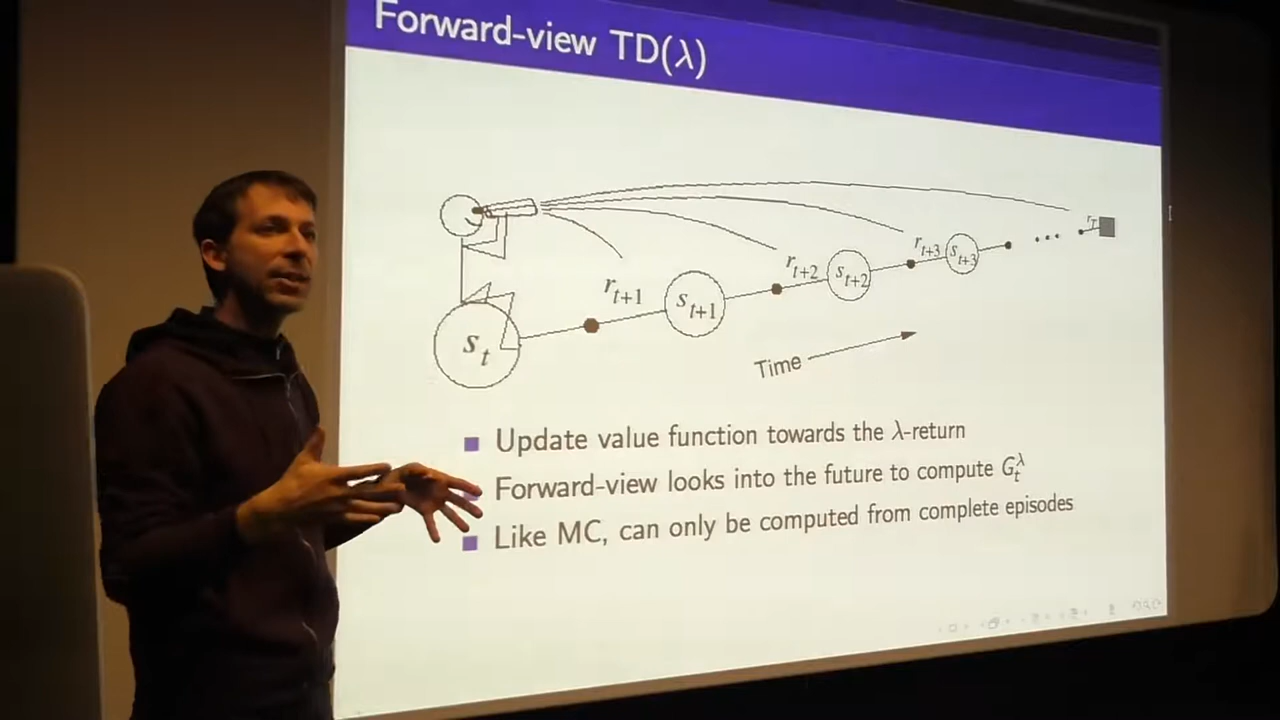 Forward-view TD(λ)
r_T
r_{t+3} s_{t+3}
r_{t+2} s_{t+2}
r_{t+1} s_{t+1}
s_t
Time
Update value function towards the λ-return
Forward-view looks into the future to compute G_t^λ
Like MC, can only be computed from complete episodes